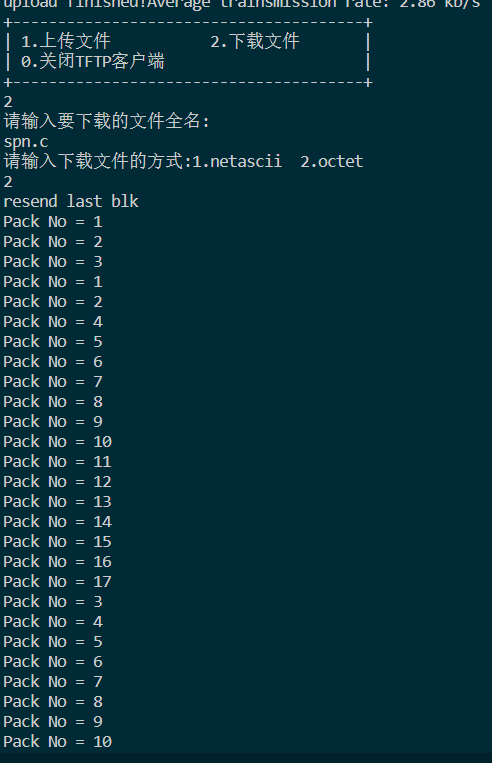 upload finished!Average trainsmission rate: 2.86 kb/s
+---------------------------------------+
| 1.上传文件 2.下载文件 |
| 0.关闭TFTP客户端 |
+---------------------------------------+
2
请输入要下载的文件全名:
spn.c
请输入下载文件的方式:1.netascii 2.octet
2
resend last blk
Pack No = 1
Pack No = 2
Pack No = 3
Pack No = 1
Pack No = 2
Pack No = 4
Pack No = 5
Pack No = 6
Pack No = 7
Pack No = 8
Pack No = 9
Pack No = 10
Pack No = 11
Pack No = 12
Pack No = 13
Pack No = 14
Pack No = 15
Pack No = 16
Pack No = 17
Pack No = 3
Pack No = 4
Pack No = 5
Pack No = 6
Pack No = 7
Pack No = 8
Pack No = 9
Pack No = 10